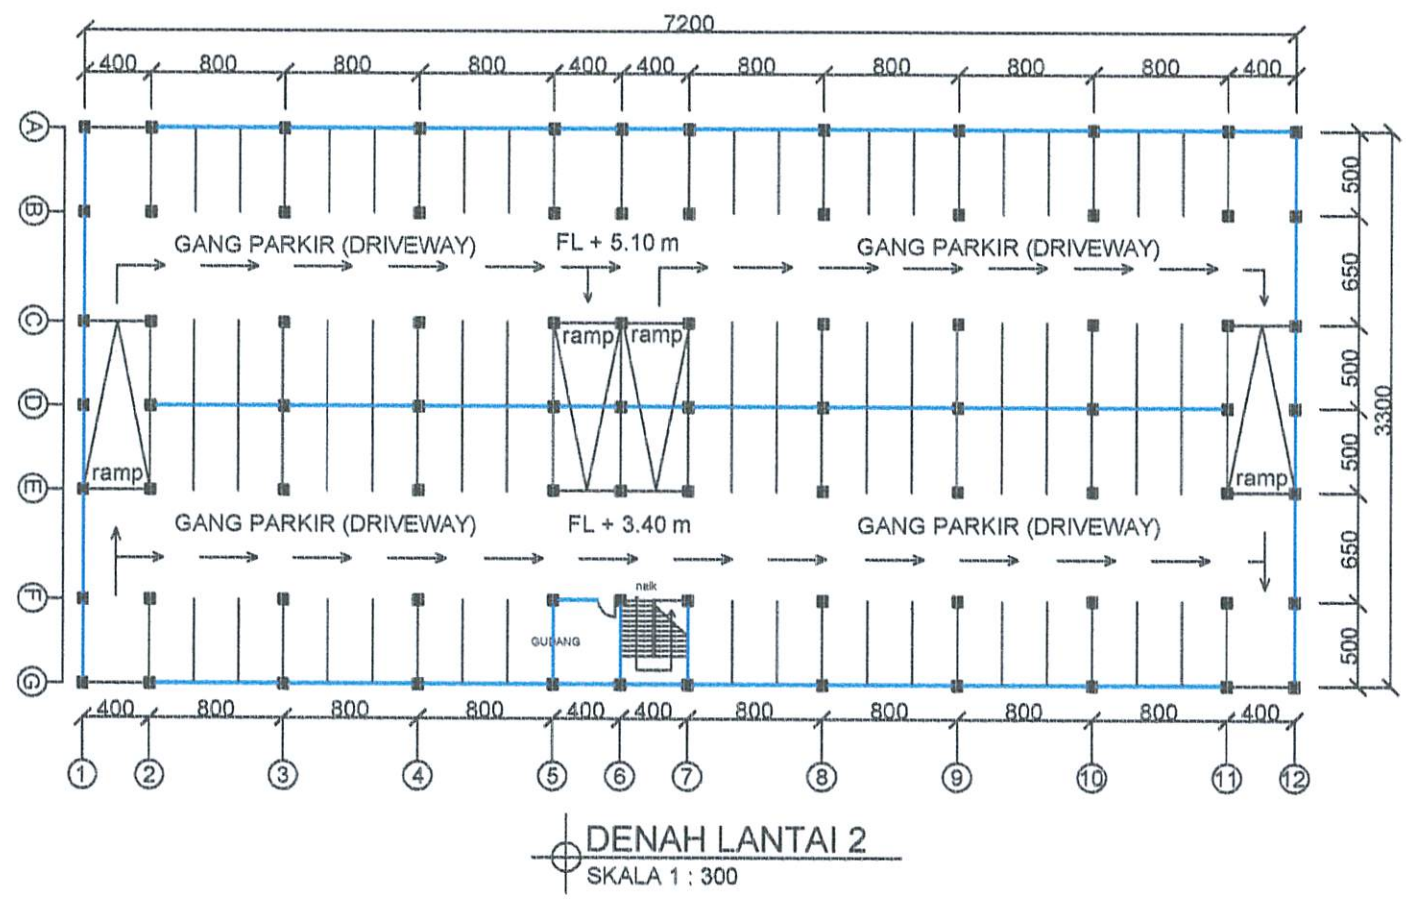 7200
400 800 800 800 400 400 800 800 800 800 400
A
500
B
GANG PARKIR (DRIVEWAY) FL + 5.10 m GANG PARKIR (DRIVEWAY)
650
C
ramp ramp
500
D
3300
500
ramp ramp
E
GANG PARKIR (DRIVEWAY) FL + 3.40 m GANG PARKIR (DRIVEWAY)
650
naik
F
GUDANG
500
G
400 800 800 800 400 400 800 800 800 800 400
1 2 3 4 5 6 7 8 9 10 11 12
DENAH LANTAI 2
SKALA 1 : 300